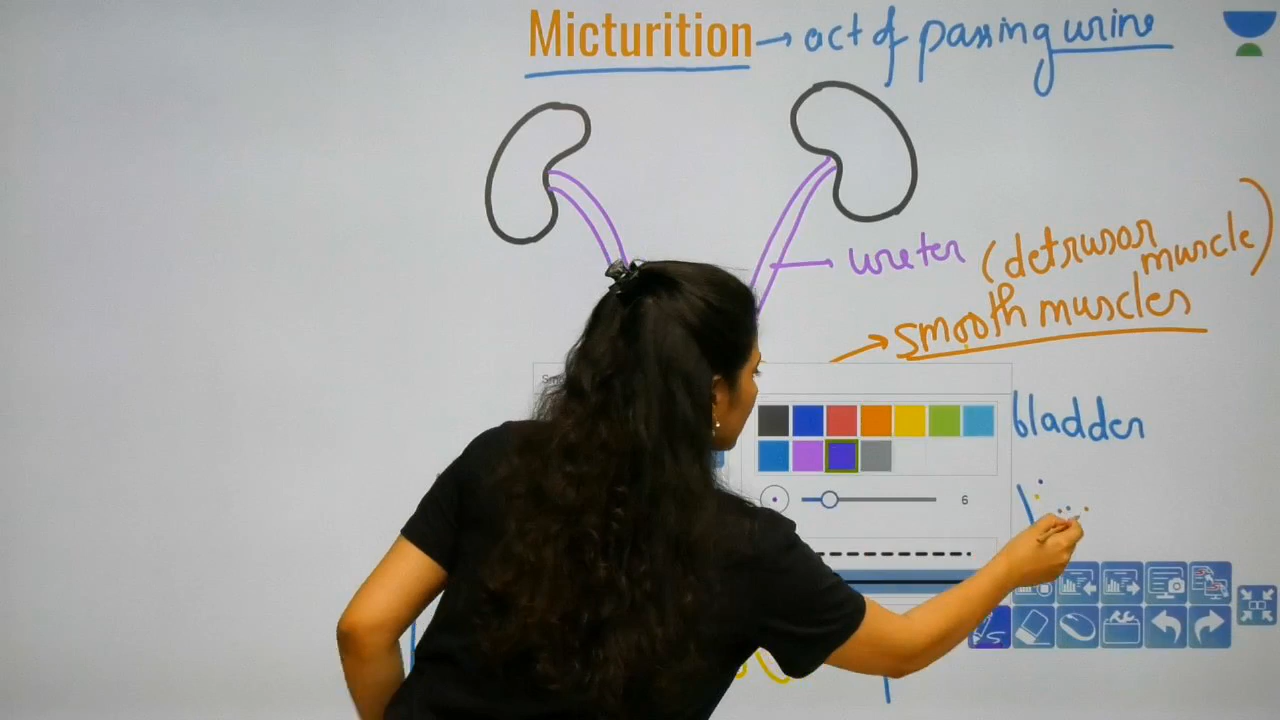 Micturition → act of passing urine
ureter (detrusor muscle)
→ smooth muscles
bladder
6